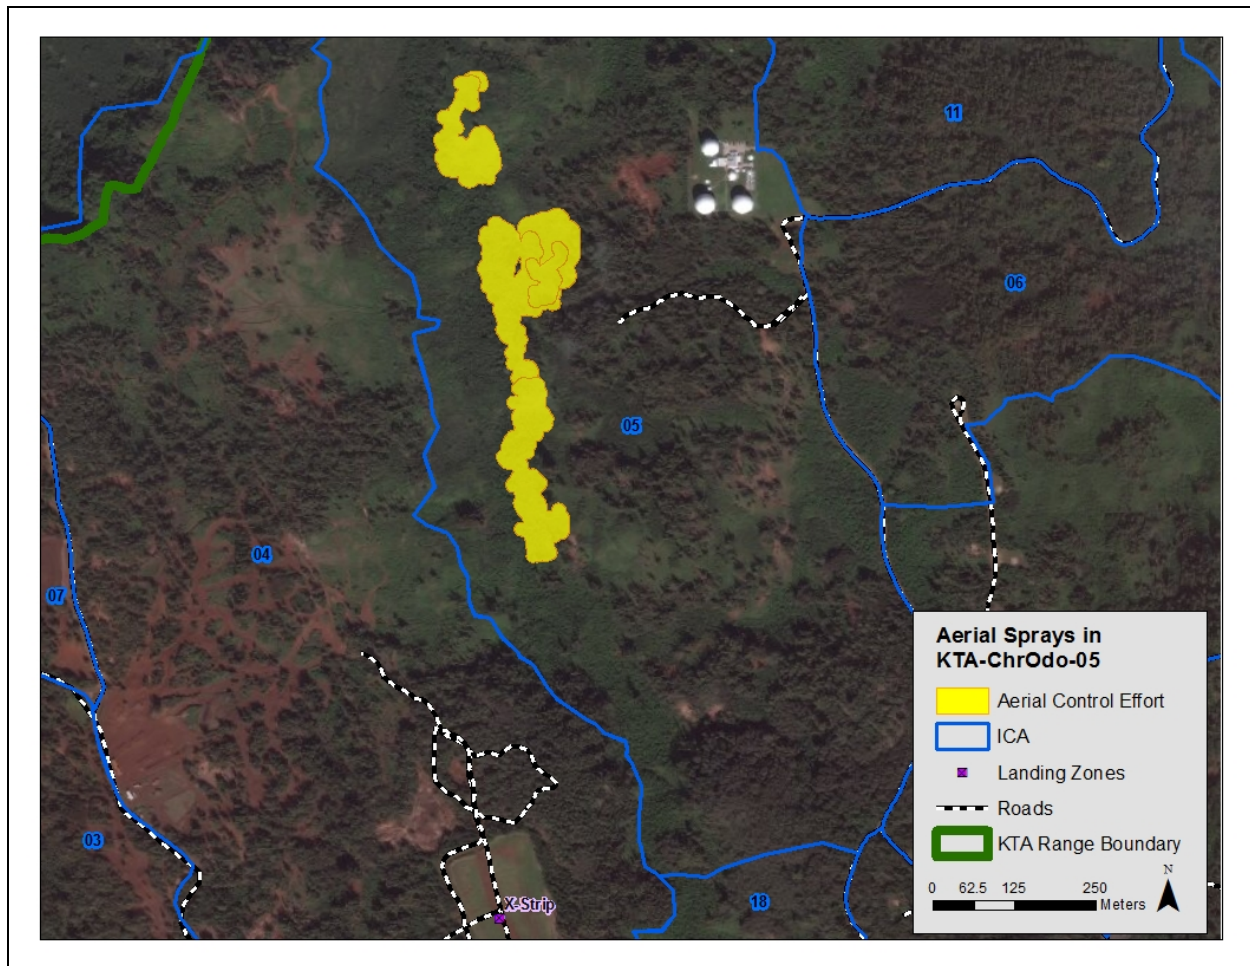 11
06
05
04
07
03
18
X-Strip
Aerial Sprays in
KTA-ChrOdo-05
Aerial Control Effort
ICA
Landing Zones
Roads
KTA Range Boundary
N
0 62.5 125 250
Meters